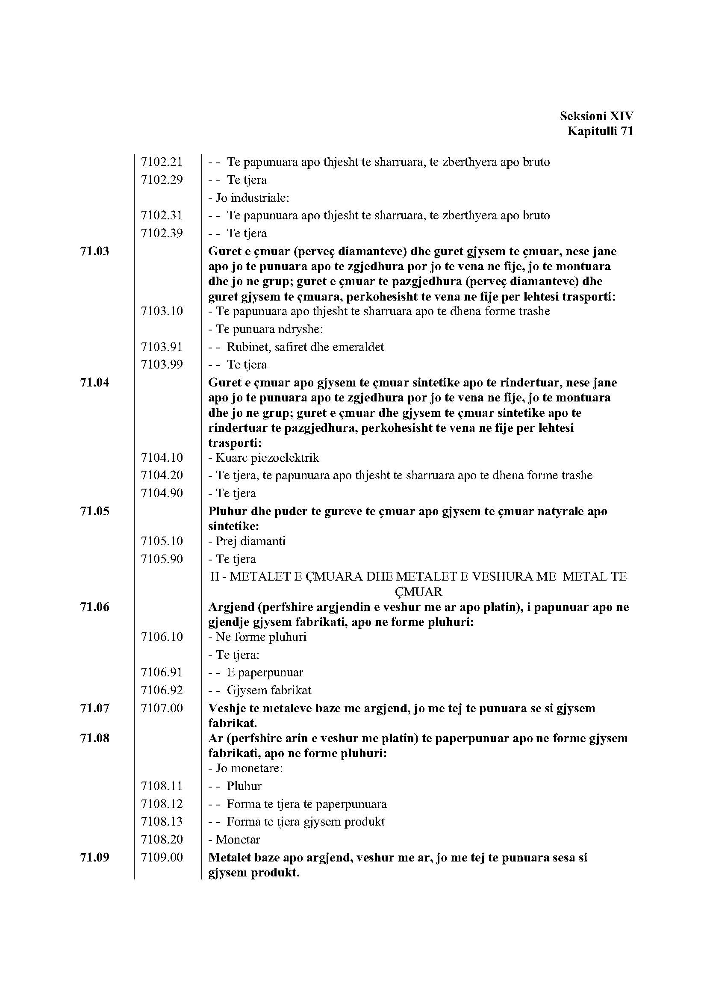 Seksioni XIV
Kapitulli 71
7102.21 - - Te papunuara apo thjesht te sharruara, te zberthyera apo bruto
7102.29 - - Te tjera
- Jo industriale:
7102.31 - - Te papunuara apo thjesht te sharruara, te zberthyera apo bruto
7102.39 - - Te tjera
71.03 Guret e çmuar (perveç diamanteve) dhe guret gjysem te çmuar, nese jane
apo jo te punuara apo te zgjedhura por jo te vena ne fije, jo te montuara
dhe jo ne grup; guret e çmuar te pazgjedhura (perveç diamanteve) dhe
guret gjysem te çmuara, perkohesisht te vena ne fije per lehtesi trasporti:
7103.10 - Te papunuara apo thjesht te sharruara apo te dhena forme trashe
- Te punuara ndryshe:
7103.91 - - Rubinet, safiret dhe emeraldet
7103.99 - - Te tjera
71.04 Guret e çmuar apo gjysem te çmuar sintetike apo te rindertuar, nese jane
apo jo te punuara apo te zgjedhura por jo te vena ne fije, jo te montuara
dhe jo ne grup; guret e çmuar dhe gjysem te çmuar sintetike apo te
rindertuar te pazgjedhura, perkohesisht te vena ne fije per lehtesi
trasporti:
7104.10 - Kuarc piezoelektrik
7104.20 - Te tjera, te papunuara apo thjesht te sharruara apo te dhena forme trashe
7104.90 - Te tjera
71.05 Pluhur dhe puder te gureve te çmuar apo gjysem te çmuar natyrale apo
sintetike:
7105.10 - Prej diamanti
7105.90 - Te tjera
II - METALET E ÇMUARA DHE METALET E VESHURA ME METAL TE
ÇMUAR
71.06 Argjend (perfshire argjendin e veshur me ar apo platin), i papunuar apo ne
gjendje gjysem fabrikati, apo ne forme pluhuri:
7106.10 - Ne forme pluhuri
- Te tjera:
7106.91 - - E paperpunuar
7106.92 - - Gjysem fabrikat
71.07 7107.00 Veshje te metaleve baze me argjend, jo me tej te punuara se si gjysem
fabrikat.
71.08 Ar (perfshire arin e veshur me platin) te paperpunuar apo ne forme gjysem
fabrikati, apo ne forme pluhuri:
- Jo monetare:
7108.11 - - Pluhur
7108.12 - - Forma te tjera te paperpunuara
7108.13 - - Forma te tjera gjysem produkt
7108.20 - Monetar
71.09 7109.00 Metalet baze apo argjend, veshur me ar, jo me tej te punuara sesa si
gjysem produkt.